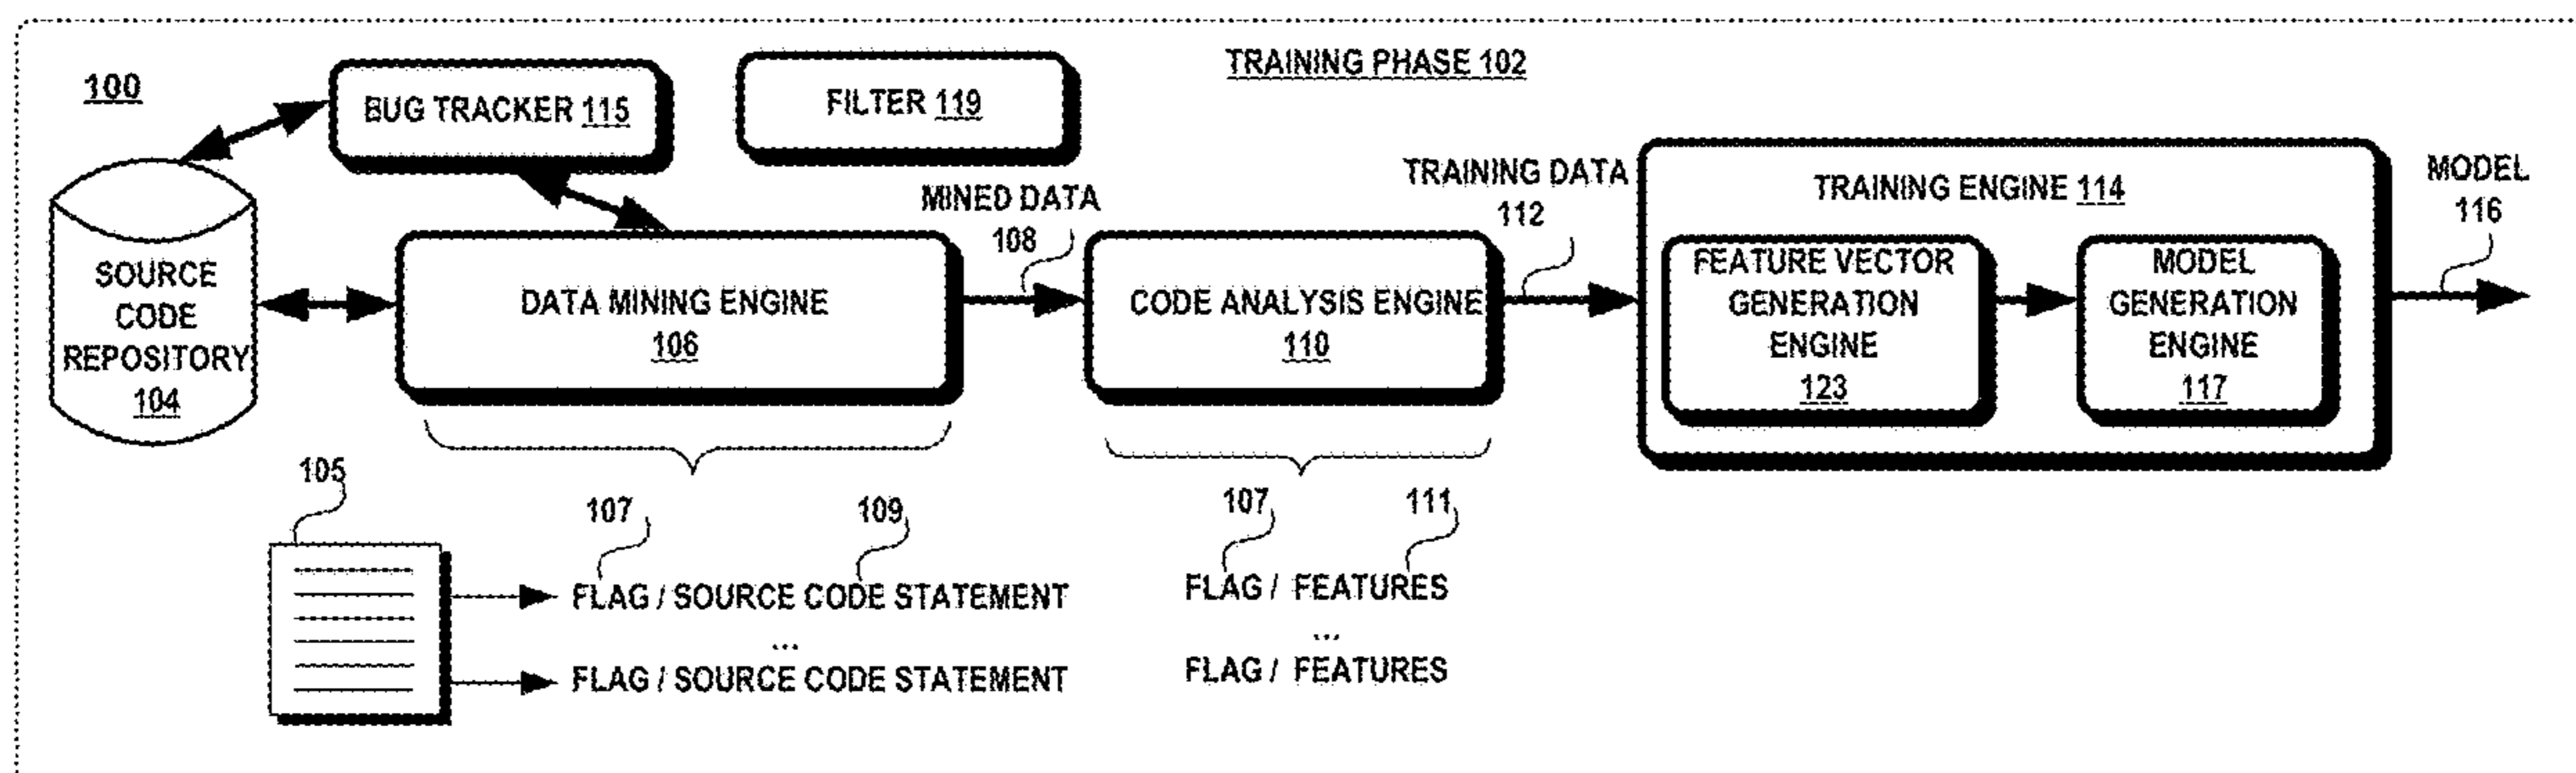 TRAINING PHASE 102
100
BUG TRACKER 115
FILTER 119
SOURCE
CODE
REPOSITORY
104
DATA MINING ENGINE
106
MINED DATA
108
CODE ANALYSIS ENGINE
110
TRAINING DATA
112
TRAINING ENGINE 114
FEATURE VECTOR
GENERATION
ENGINE
123
MODEL
GENERATION
ENGINE
117
MODEL
116
105
107
109
FLAG / SOURCE CODE STATEMENT
...
FLAG / SOURCE CODE STATEMENT
107
111
FLAG / FEATURES
...
FLAG / FEATURES